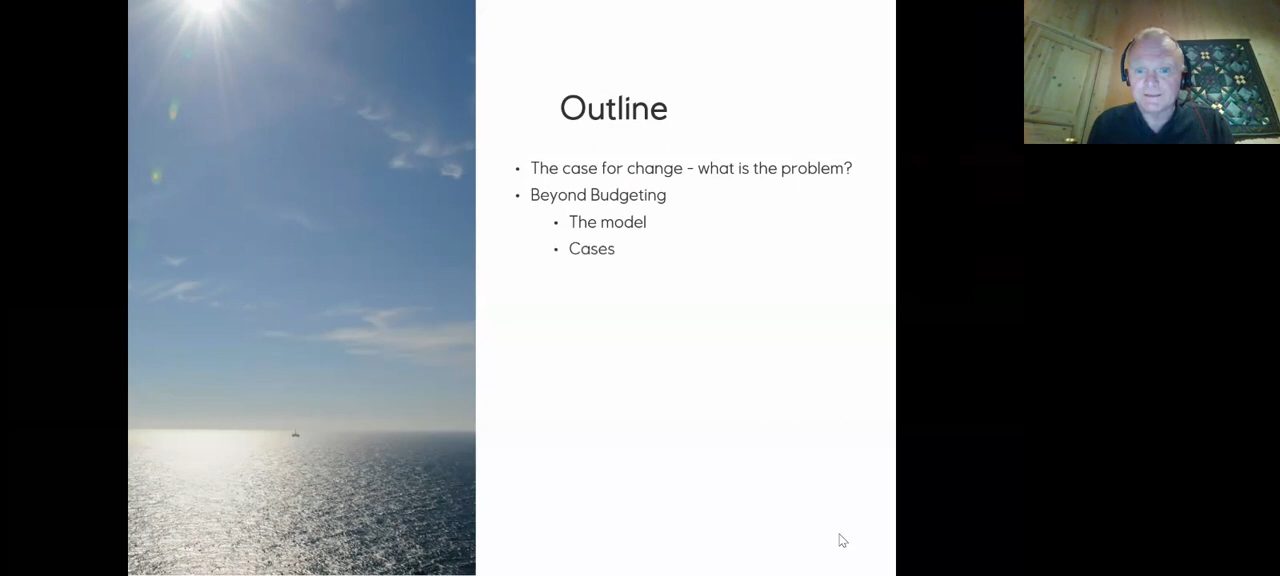 Outline
• The case for change - what is the problem?
• Beyond Budgeting
• The model
• Cases